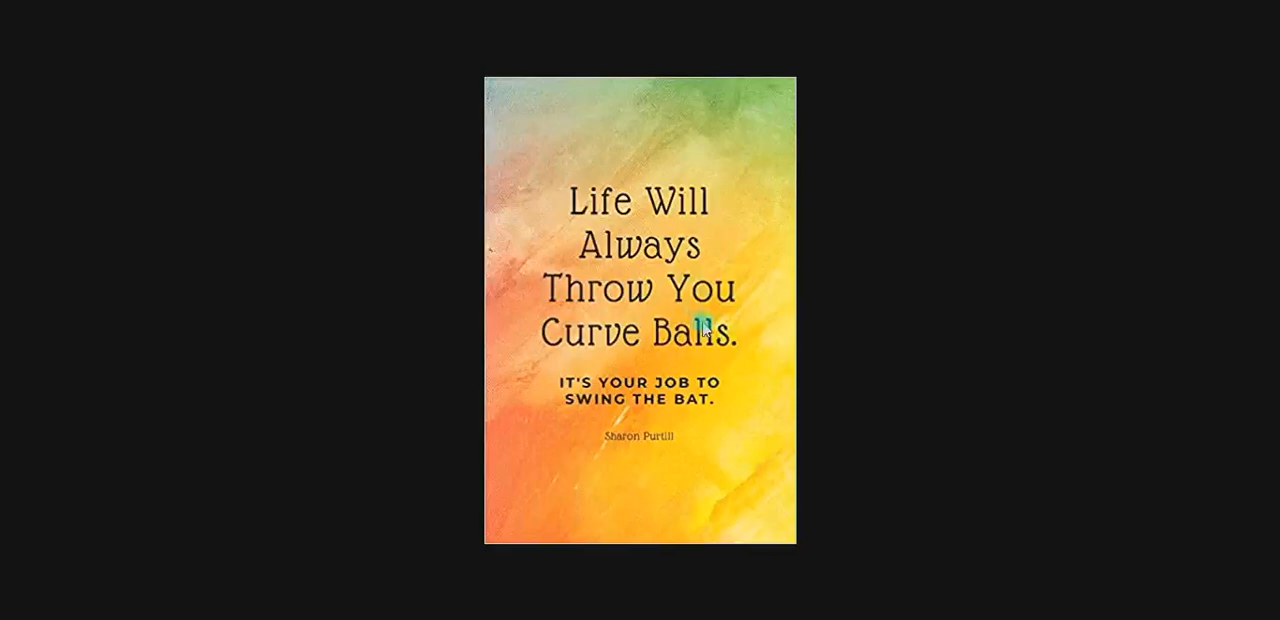 Life Will
Always
Throw You
Curve Balls.
IT'S YOUR JOB TO
SWING THE BAT.
Sharon Purtill